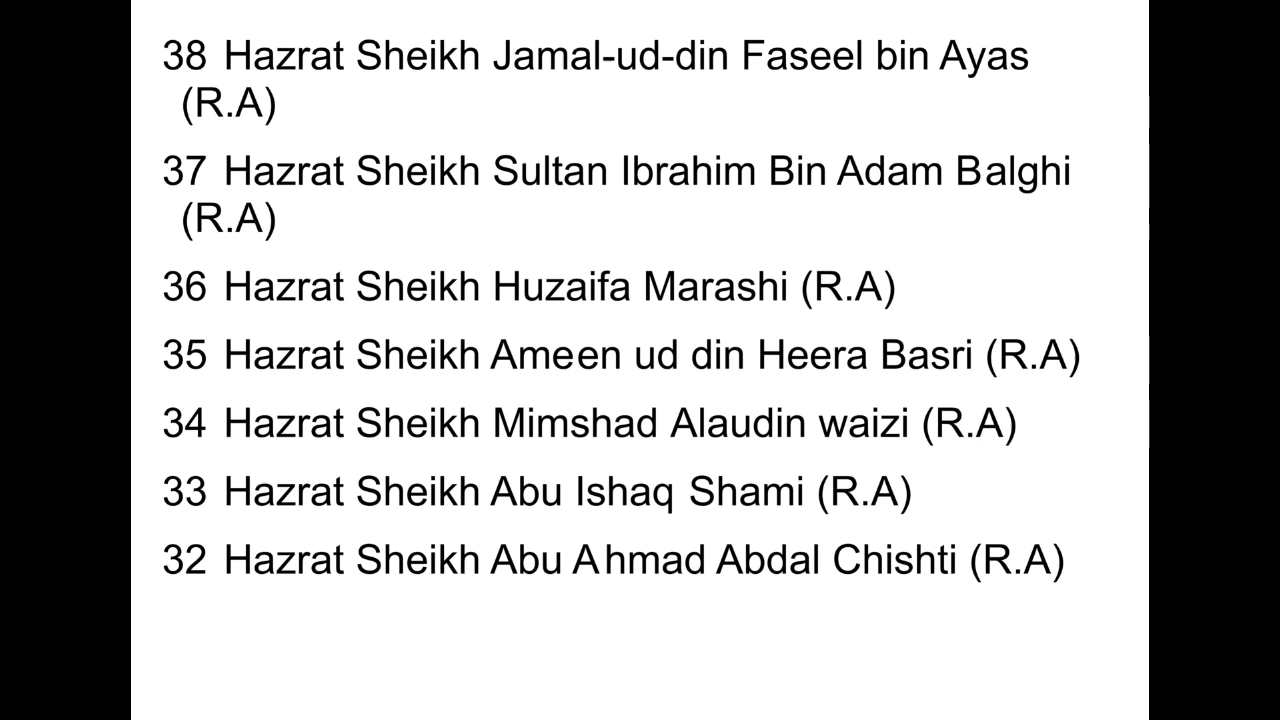 38 Hazrat Sheikh Jamal-ud-din Faseel bin Ayas
(R.A)
37 Hazrat Sheikh Sultan Ibrahim Bin Adam Balghi
(R.A)
36 Hazrat Sheikh Huzaifa Marashi (R.A)
35 Hazrat Sheikh Ameen ud din Heera Basri (R.A)
34 Hazrat Sheikh Mimshad Alaudin waizi (R.A)
33 Hazrat Sheikh Abu Ishaq Shami (R.A)
32 Hazrat Sheikh Abu Ahmad Abdal Chishti (R.A)